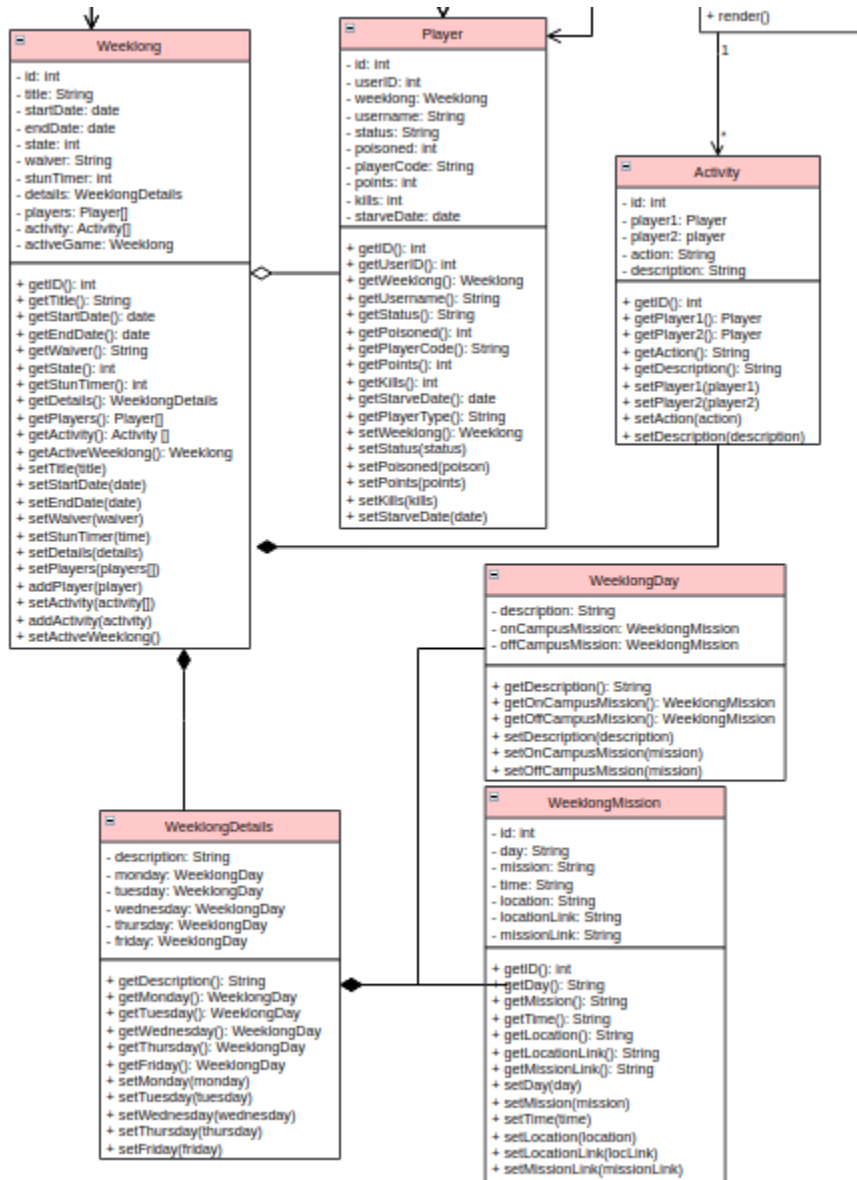 Weeklong
- id: int
- title: String
- startDate: date
- endDate: date
- state: int
- waiver: String
- stunTimer: int
- details: WeeklongDetails
- players: Player[]
- activity: Activity[]
- activeGame: Weeklong
+ getID(): int
+ getTitle(): String
+ getStartDate(): date
+ getEndDate(): date
+ getWaiver(): String
+ getState(): int
+ getStunTimer(): int
+ getDetails(): WeeklongDetails
+ getPlayers(): Player[]
+ getActivity(): Activity []
+ getActiveWeeklong(): Weeklong
+ setTitle(title)
+ setStartDate(date)
+ setEndDate(date)
+ setWaiver(waiver)
+ setStunTimer(time)
+ setDetails(details)
+ setPlayers(players[])
+ addPlayer(player)
+ setActivity(activity[])
+ addActivity(activity)
+ setActiveWeeklong()
Player
- id: int
- userID: int
- weeklong: Weeklong
- username: String
- status: String
- poisoned: int
- playerCode: String
- points: int
- kills: int
- starveDate: date
+ getID(): int
+ getUserID(): int
+ getWeeklong(): Weeklong
+ getUsername(): String
+ getStatus(): String
+ getPoisoned(): int
+ getPlayerCode(): String
+ getPoints(): int
+ getKills(): int
+ getStarveDate(): date
+ getPlayerType(): String
+ setWeeklong(): Weeklong
+ setStatus(status)
+ setPoisoned(poison)
+ setPoints(points)
+ setKills(kills)
+ setStarveDate(date)
+ render()
1
*
Activity
- id: int
- player1: Player
- player2: player
- action: String
- description: String
+ getID(): int
+ getPlayer1(): Player
+ getPlayer2(): Player
+ getAction(): String
+ getDescription(): String
+ setPlayer1(player1)
+ setPlayer2(player2)
+ setAction(action)
+ setDescription(description)
WeeklongDay
- description: String
- onCampusMission: WeeklongMission
- offCampusMission: WeeklongMission
+ getDescription(): String
+ getOnCampusMission(): WeeklongMission
+ getOffCampusMission(): WeeklongMission
+ setDescription(description)
+ setOnCampusMission(mission)
+ setOffCampusMission(mission)
WeeklongDetails
- description: String
- monday: WeeklongDay
- tuesday: WeeklongDay
- wednesday: WeeklongDay
- thursday: WeeklongDay
- friday: WeeklongDay
+ getDescription(): String
+ getMonday(): WeeklongDay
+ getTuesday(): WeeklongDay
+ getWednesday(): WeeklongDay
+ getThursday(): WeeklongDay
+ getFriday(): WeeklongDay
+ setMonday(monday)
+ setTuesday(tuesday)
+ setWednesday(wednesday)
+ setThursday(thursday)
+ setFriday(friday)
WeeklongMission
- id: int
- day: String
- mission: String
- time: String
- location: String
- locationLink: String
- missionLink: String
+ getID(): int
+ getDay(): String
+ getMission(): String
+ getTime(): String
+ getLocation(): String
+ getLocationLink(): String
+ getMissionLink(): String
+ setDay(day)
+ setMission(mission)
+ setTime(time)
+ setLocation(location)
+ setLocationLink(locLink)
+ setMissionLink(missionLink)